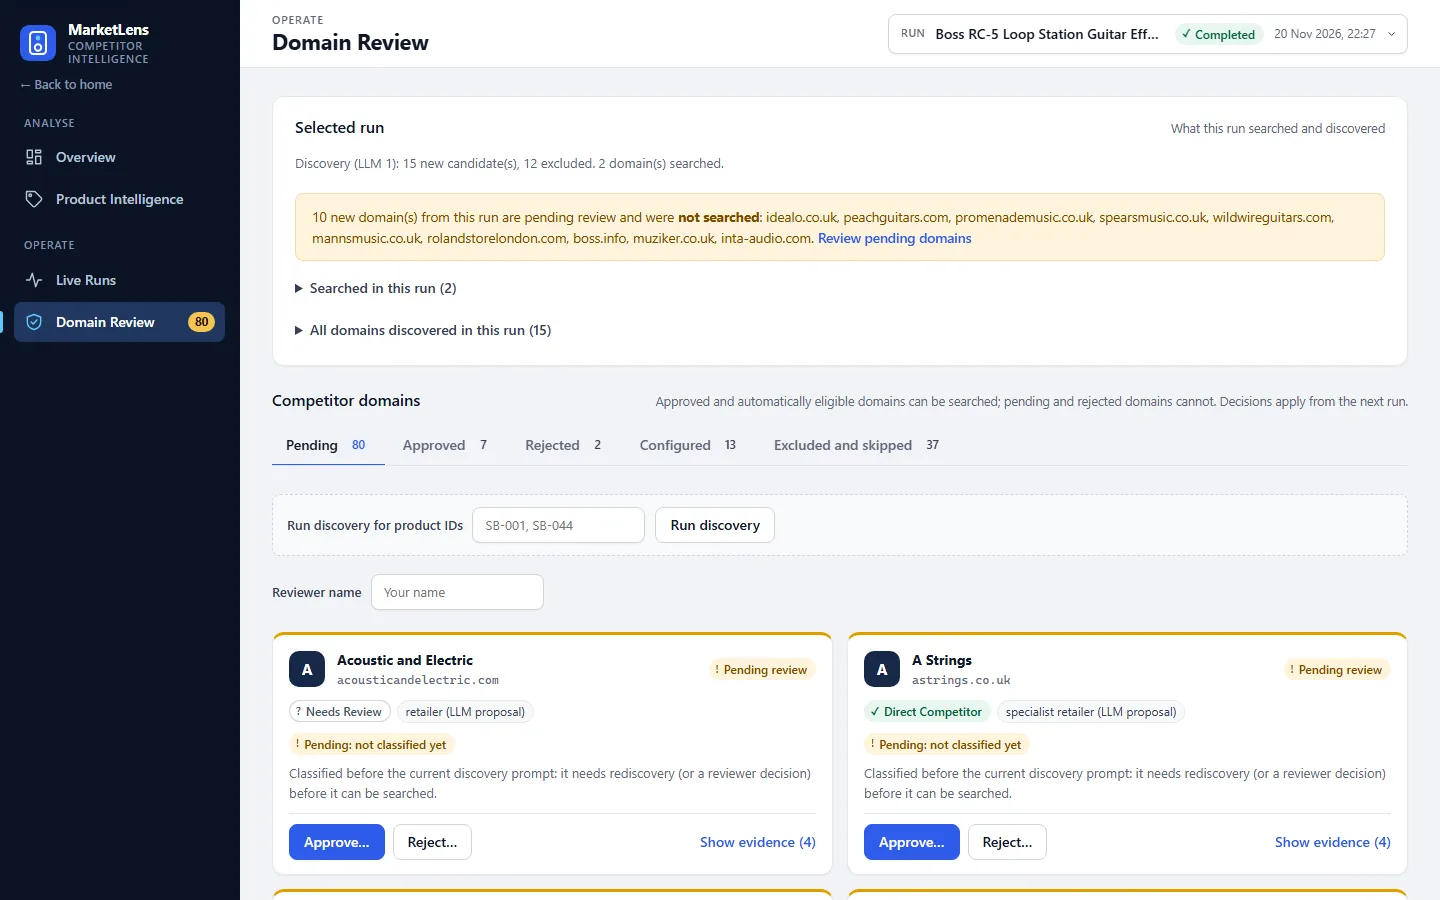 MarketLens
COMPETITOR
INTELLIGENCE
← Back to home
ANALYSE
Overview
Product Intelligence
OPERATE
Live Runs
Domain Review 80
OPERATE
Domain Review
RUN Boss RC-5 Loop Station Guitar Eff... ✓ Completed 20 Nov 2026, 22:27
Selected run
What this run searched and discovered
Discovery (LLM 1): 15 new candidate(s), 12 excluded. 2 domain(s) searched.
10 new domain(s) from this run are pending review and were not searched: idealo.co.uk, peachguitars.com, promenademusic.co.uk, spearsmusic.co.uk, wildwireguitars.com,
mannsmusic.co.uk, rolandstorelondon.com, boss.info, muziker.co.uk, inta-audio.com. Review pending domains
▶ Searched in this run (2)
▶ All domains discovered in this run (15)
Competitor domains
Approved and automatically eligible domains can be searched; pending and rejected domains cannot. Decisions apply from the next run.
Pending 80 Approved 7 Rejected 2 Configured 13 Excluded and skipped 37
Run discovery for product IDs SB-001, SB-044 Run discovery
Reviewer name Your name
A
Acoustic and Electric
acousticandelectric.com
! Pending review
? Needs Review retailer (LLM proposal)
! Pending: not classified yet
Classified before the current discovery prompt: it needs rediscovery (or a reviewer decision)
before it can be searched.
Approve... Reject... Show evidence (4)
A
A Strings
astrings.co.uk
! Pending review
✓ Direct Competitor specialist retailer (LLM proposal)
! Pending: not classified yet
Classified before the current discovery prompt: it needs rediscovery (or a reviewer decision)
before it can be searched.
Approve... Reject... Show evidence (4)